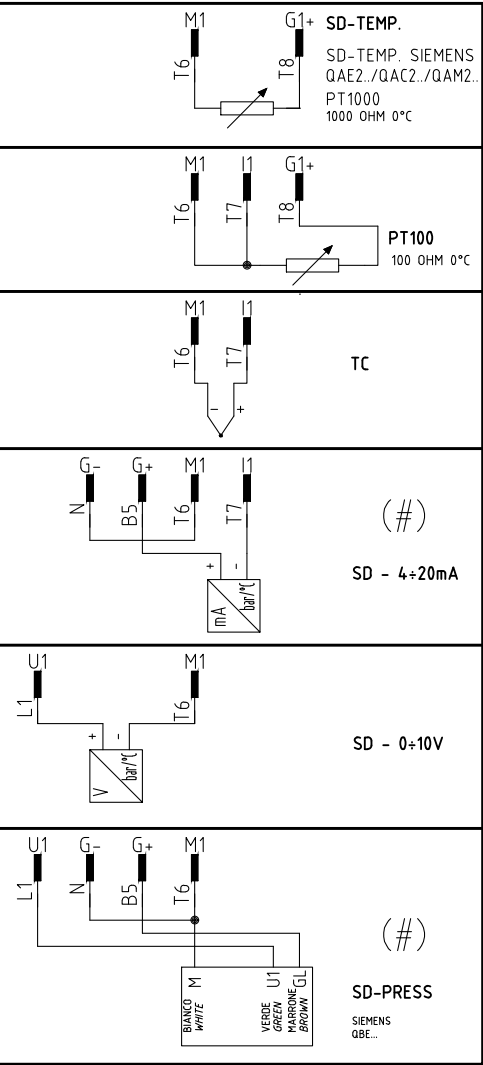 M1 G1+ SD-TEMP.
T6 T8 SD-TEMP. SIEMENS
QAE2../QAC2../QAM2..
PT1000
1000 OHM 0°C
M1 I1 G1+
T6 T7 T8
PT100
100 OHM 0°C
M1 I1
T6 T7
TC
- +
G- G+ M1 I1
N B5 T6 T7
(#)
+ -
SD - 4÷20mA
mA bar/°C
U1 M1
L1 T6
+ -
SD - 0÷10V
V bar/°C
U1 G- G+ M1
L1 N B5 T6
(#)
M U1 GL
BIANCO
WHITE
VERDE
GREEN
MARRONE
BROWN
SD-PRESS
SIEMENS
QBE...